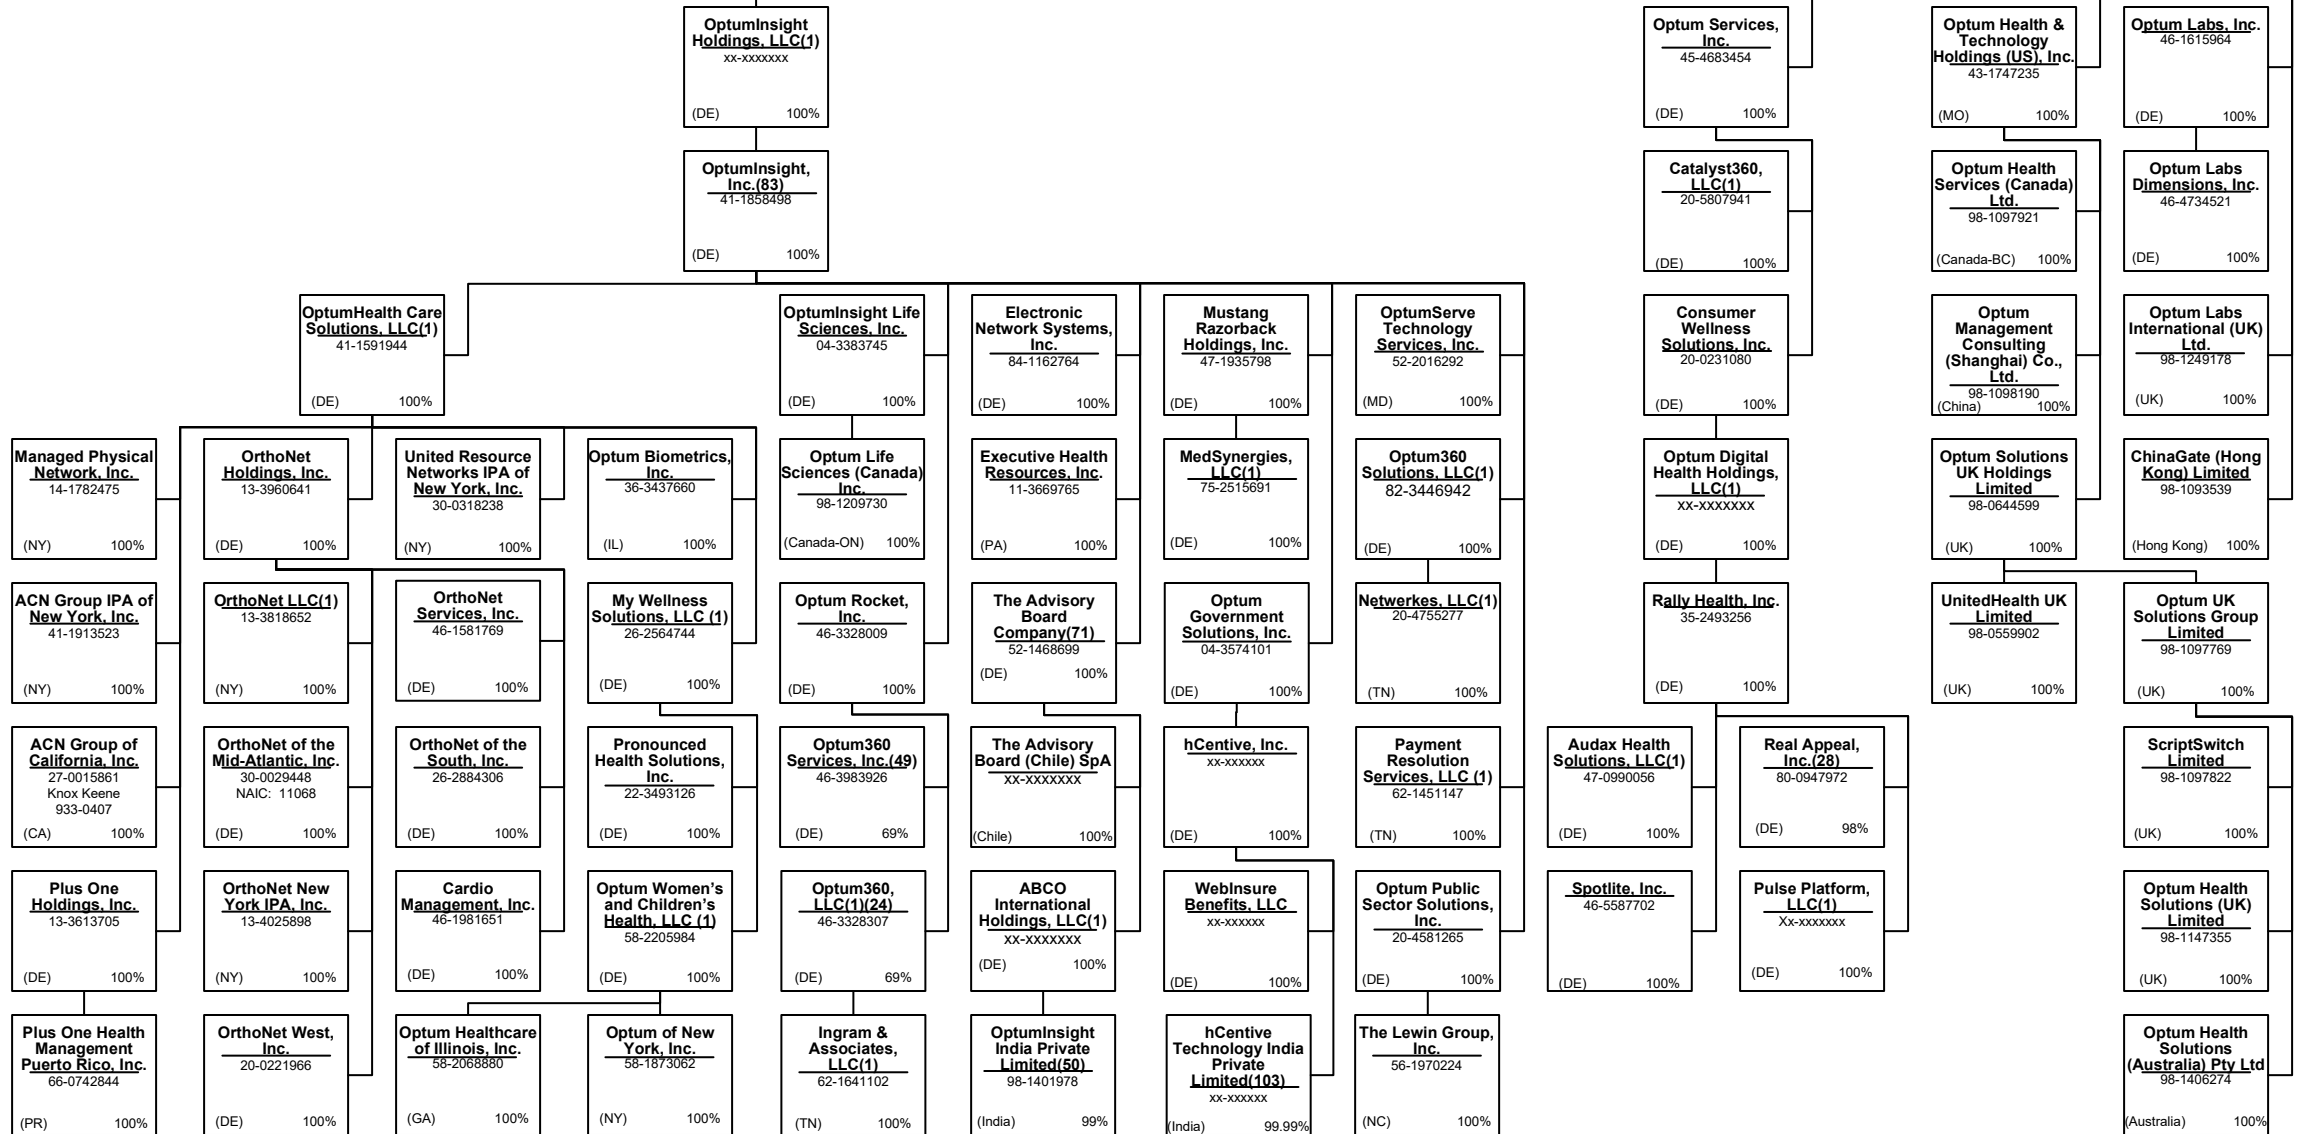 OptumInsight
Holdings, LLC(1)
xx-xxxxxxx
(DE) 100%
Optum Services,
Inc.
45-4683454
(DE) 100%
Optum Health &
Technology
Holdings (US), Inc.
43-1747235
(MO) 100%
Optum Labs, Inc.
46-1615964
(DE) 100%
OptumInsight,
Inc.(83)
41-1858498
(DE) 100%
Catalyst360,
LLC(1)
20-5807941
(DE) 100%
Optum Health
Services (Canada)
Ltd.
98-1097921
(Canada-BC) 100%
Optum Labs
Dimensions, Inc.
46-4734521
(DE) 100%
OptumHealth Care
Solutions, LLC(1)
41-1591944
(DE) 100%
OptumInsight Life
Sciences, Inc.
04-3383745
(DE) 100%
Electronic
Network Systems,
Inc.
84-1162764
(DE) 100%
Mustang
Razorback
Holdings, Inc.
47-1935798
(DE) 100%
OptumServe
Technology
Services, Inc.
52-2016292
(MD) 100%
Consumer
Wellness
Solutions, Inc.
20-0231080
(DE) 100%
Optum
Management
Consulting
(Shanghai) Co.,
Ltd.
98-1098190
(China) 100%
Optum Labs
International (UK)
Ltd.
98-1249178
(UK) 100%
Managed Physical
Network, Inc.
14-1782475
(NY) 100%
OrthoNet
Holdings, Inc.
13-3960641
(DE) 100%
United Resource
Networks IPA of
New York, Inc.
30-0318238
(NY) 100%
Optum Biometrics,
Inc.
36-3437660
(IL) 100%
Optum Life
Sciences (Canada)
Inc.
98-1209730
(Canada-ON) 100%
Executive Health
Resources, Inc.
11-3669765
(PA) 100%
MedSynergies,
LLC(1)
75-2515691
(DE) 100%
Optum360
Solutions, LLC(1)
82-3446942
(DE) 100%
Optum Digital
Health Holdings,
LLC(1)
xx-xxxxxxx
(DE) 100%
Optum Solutions
UK Holdings
Limited
98-0644599
(UK) 100%
ChinaGate (Hong
Kong) Limited
98-1093539
(Hong Kong) 100%
ACN Group IPA of
New York, Inc.
41-1913523
(NY) 100%
OrthoNet LLC(1)
13-3818652
(NY) 100%
OrthoNet
Services, Inc.
46-1581769
(DE) 100%
My Wellness
Solutions, LLC (1)
26-2564744
(DE) 100%
Optum Rocket,
Inc.
46-3328009
(DE) 100%
The Advisory
Board
Company(71)
52-1468699
(DE) 100%
Optum
Government
Solutions, Inc.
04-3574101
(DE) 100%
Netwerkes, LLC(1)
20-4755277
(TN) 100%
Rally Health, Inc.
35-2493256
(DE) 100%
UnitedHealth UK
Limited
98-0559902
(UK) 100%
Optum UK
Solutions Group
Limited
98-1097769
(UK) 100%
ACN Group of
California, Inc.
27-0015861
Knox Keene
933-0407
(CA) 100%
OrthoNet of the
Mid-Atlantic, Inc.
30-0029448
NAIC: 11068
(DE) 100%
OrthoNet of the
South, Inc.
26-2884306
(DE) 100%
Pronounced
Health Solutions,
Inc.
22-3493126
(DE) 100%
Optum360
Services, Inc.(49)
46-3983926
(DE) 69%
The Advisory
Board (Chile) SpA
xx-xxxxxxx
(Chile) 100%
hCentive, Inc.
xx-xxxxxx
(DE) 100%
Payment
Resolution
Services, LLC (1)
62-1451147
(TN) 100%
Audax Health
Solutions, LLC(1)
47-0990056
(DE) 100%
Real Appeal,
Inc.(28)
80-0947972
(DE) 98%
ScriptSwitch
Limited
98-1097822
(UK) 100%
Plus One
Holdings, Inc.
13-3613705
(DE) 100%
OrthoNet New
York IPA, Inc.
13-4025898
(NY) 100%
Cardio
Management, Inc.
46-1981651
(DE) 100%
Optum Women's
and Children's
Health, LLC (1)
58-2205984
(DE) 100%
Optum360,
LLC(1)(24)
46-3328307
(DE) 69%
ABCO
International
Holdings, LLC(1)
xx-xxxxxxx
(DE) 100%
WebInsure
Benefits, LLC
xx-xxxxxx
(DE) 100%
Optum Public
Sector Solutions,
Inc.
20-4581265
(DE) 100%
Spotlite, Inc.
46-5587702
(DE) 100%
Pulse Platform,
LLC(1)
Xx-xxxxxxx
(DE) 100%
Optum Health
Solutions (UK)
Limited
98-1147355
(UK) 100%
Plus One Health
Management
Puerto Rico, Inc.
66-0742844
(PR) 100%
OrthoNet West,
Inc.
20-0221966
(DE) 100%
Optum Healthcare
of Illinois, Inc.
58-2068880
(GA) 100%
Optum of New
York, Inc.
58-1873062
(NY) 100%
Ingram &
Associates,
LLC(1)
62-1641102
(TN) 100%
OptumInsight
India Private
Limited(50)
98-1401978
(India) 99%
hCentive
Technology India
Private
Limited(103)
xx-xxxxxx
(India) 99.99%
The Lewin Group,
Inc.
56-1970224
(NC) 100%
Optum Health
Solutions
(Australia) Pty Ltd
98-1406274
(Australia) 100%